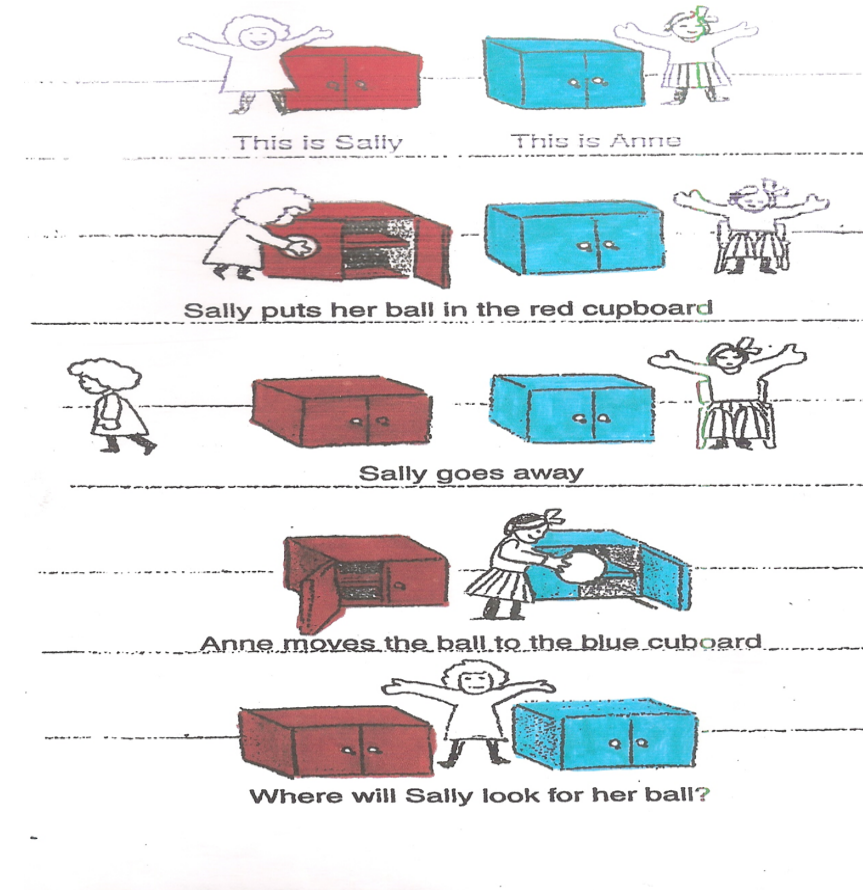 This is Sally
This is Anne
Sally puts her ball in the red cupboard
Sally goes away
Anne moves the ball to the blue cuboard
Where will Sally look for her ball?